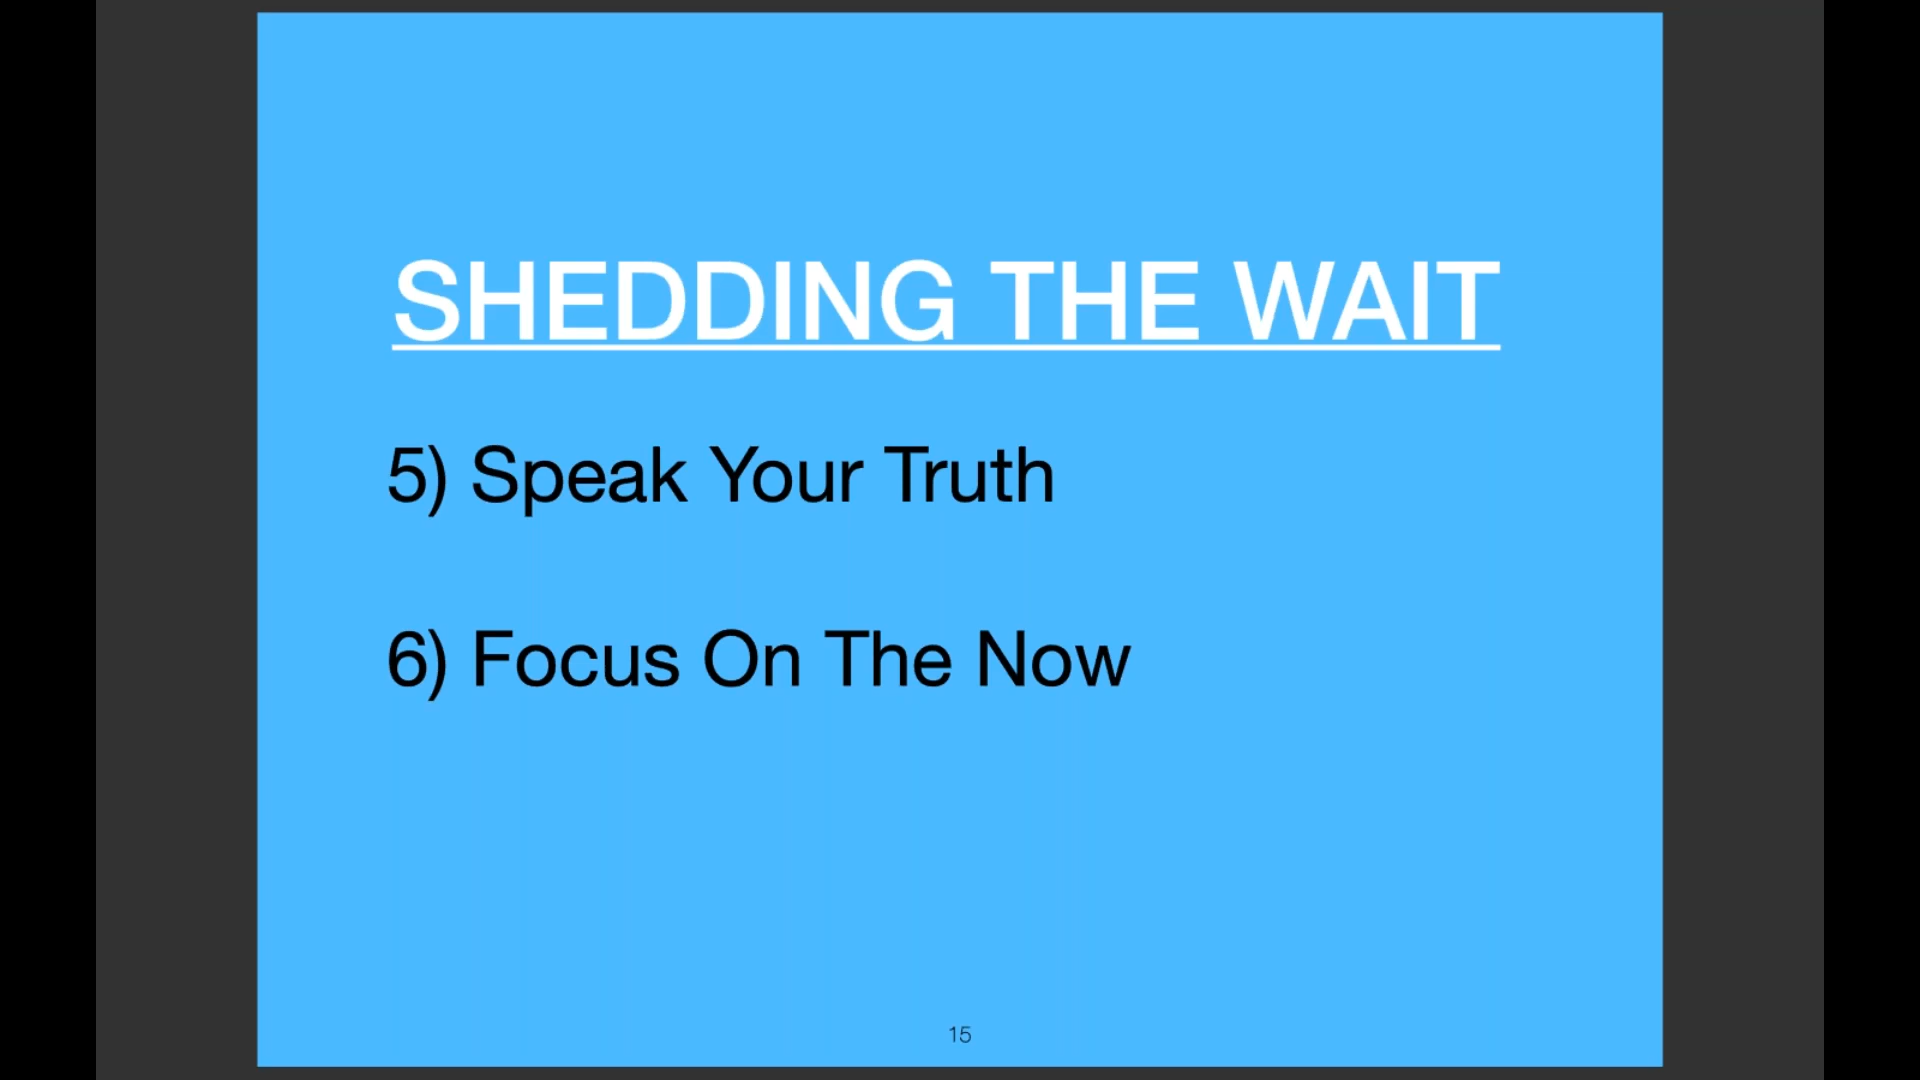 SHEDDING THE WAIT
5) Speak Your Truth
6) Focus On The Now
15